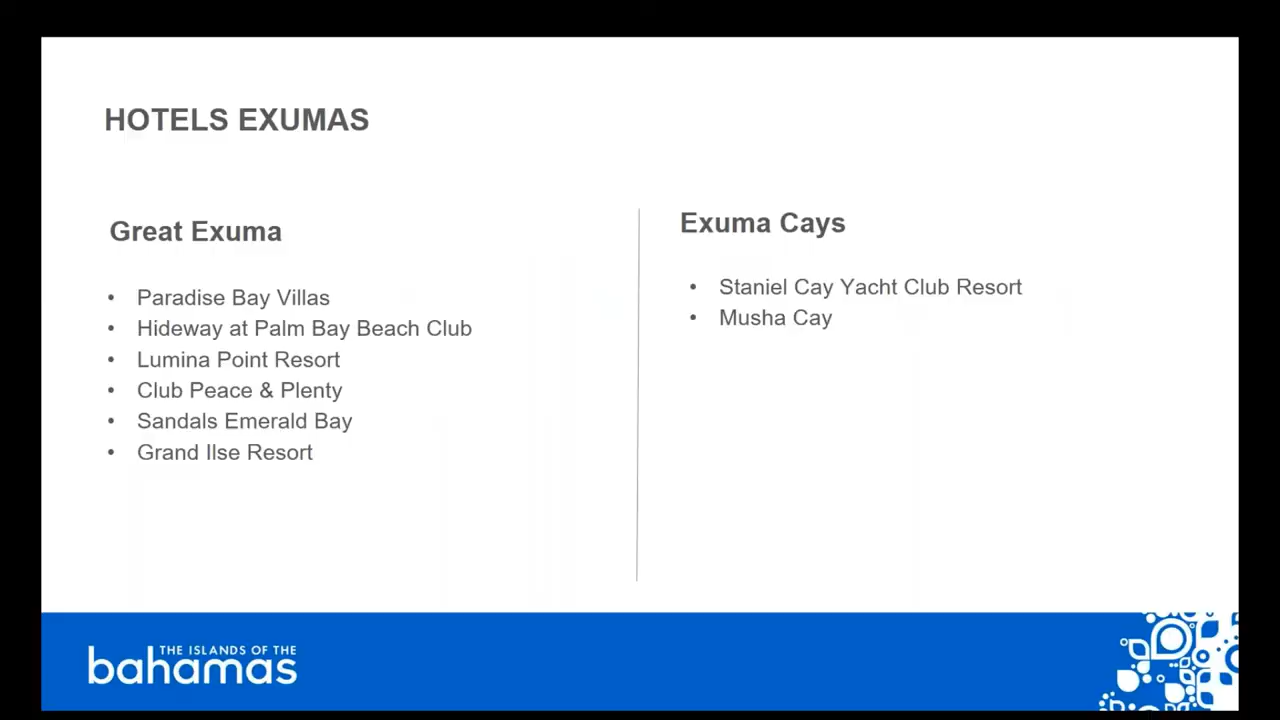 HOTELS EXUMAS
Great Exuma
• Paradise Bay Villas
• Hideway at Palm Bay Beach Club
• Lumina Point Resort
• Club Peace & Plenty
• Sandals Emerald Bay
• Grand Ilse Resort
Exuma Cays
• Staniel Cay Yacht Club Resort
• Musha Cay
THE ISLANDS OF THE
bahamas